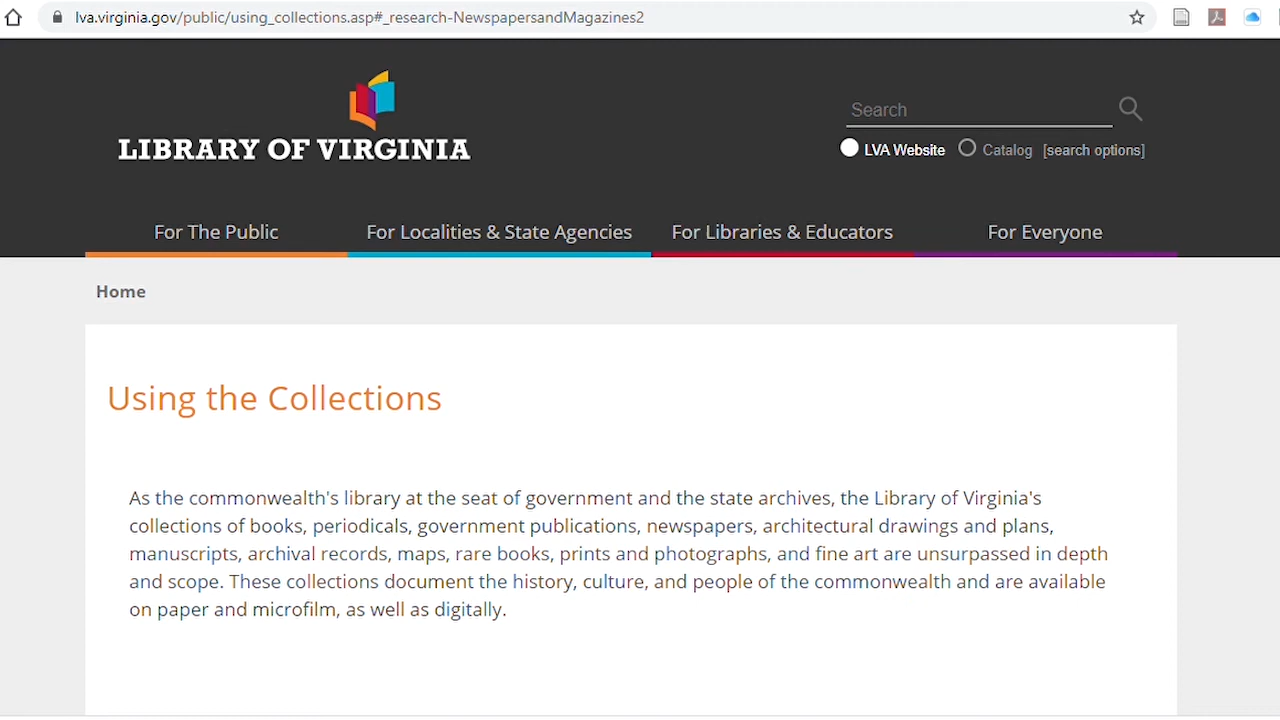 lva.virginia.gov/public/using_collections.asp#_research-NewspapersandMagazines2
LIBRARY OF VIRGINIA
Search
LVA Website Catalog [search options]
For The Public For Localities & State Agencies For Libraries & Educators For Everyone
Home
Using the Collections
As the commonwealth's library at the seat of government and the state archives, the Library of Virginia's
collections of books, periodicals, government publications, newspapers, architectural drawings and plans,
manuscripts, archival records, maps, rare books, prints and photographs, and fine art are unsurpassed in depth
and scope. These collections document the history, culture, and people of the commonwealth and are available
on paper and microfilm, as well as digitally.